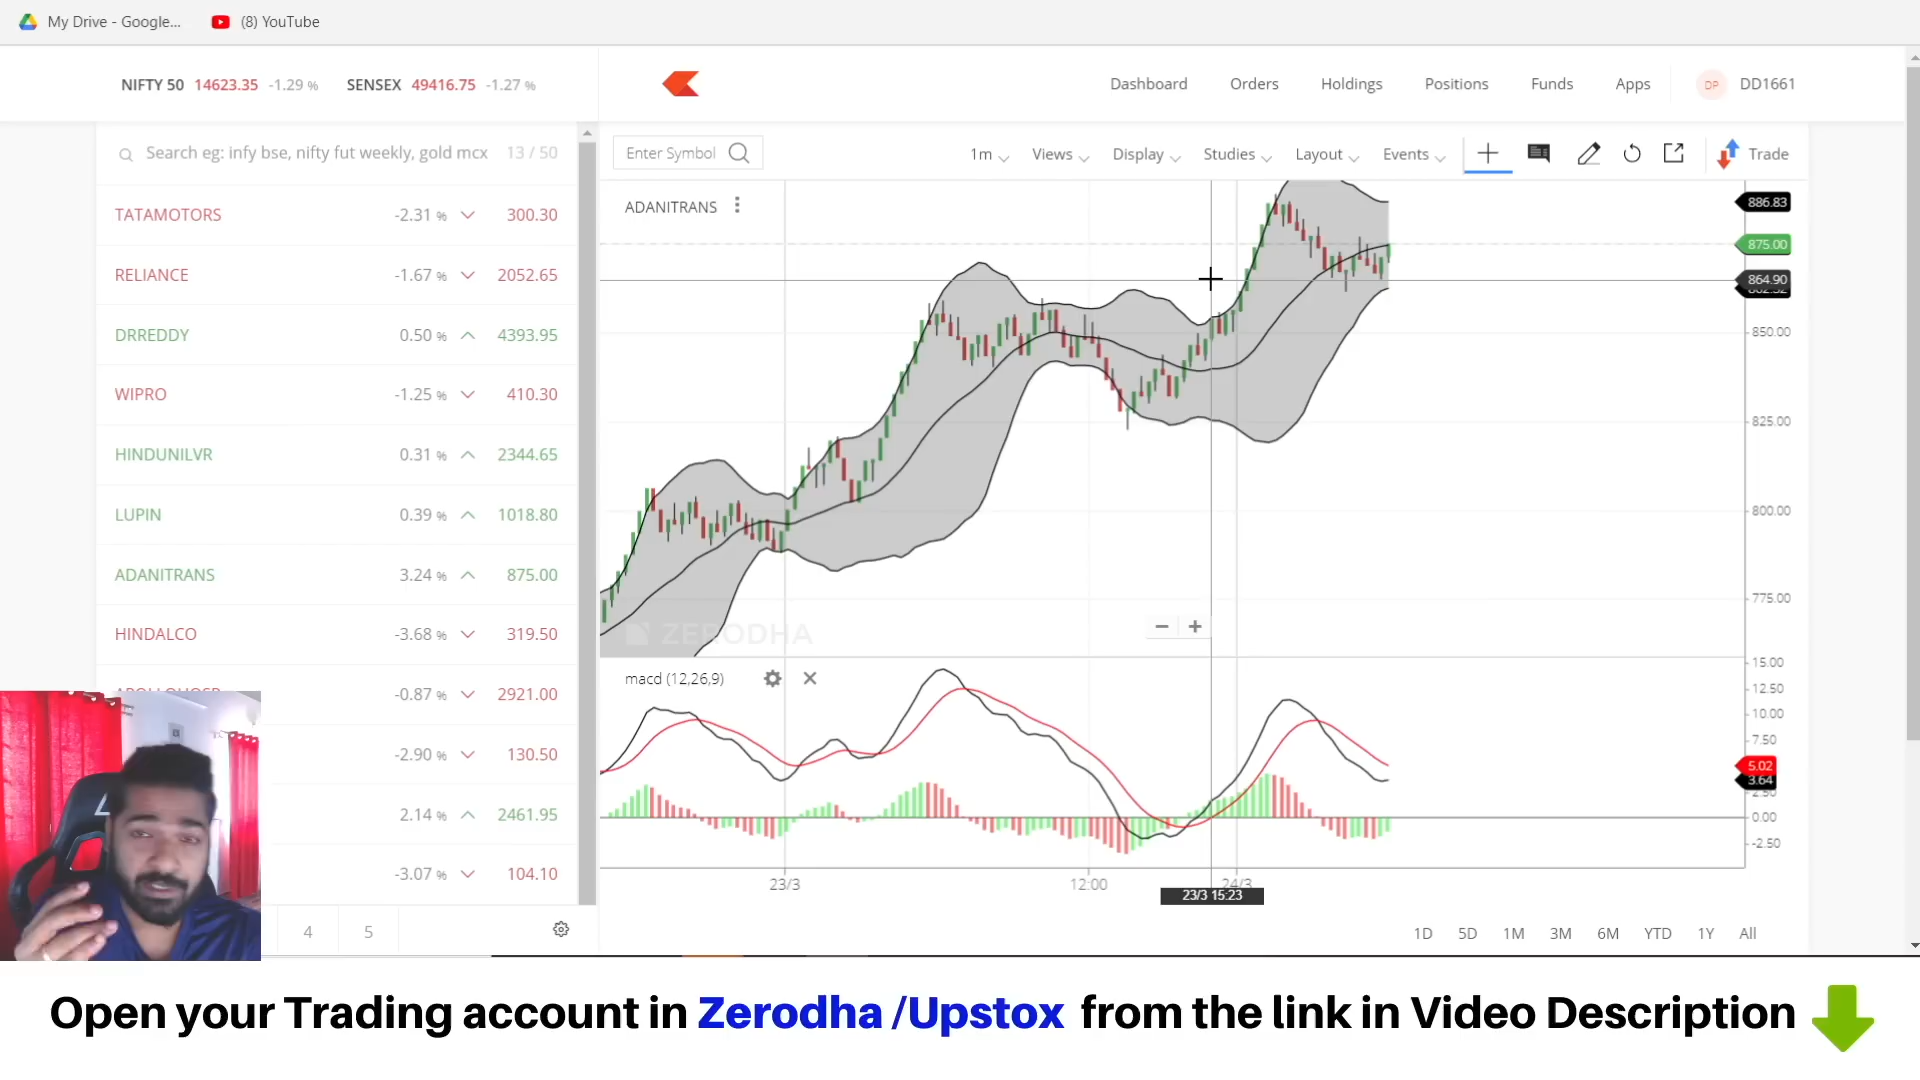 My Drive - Google...
(8) YouTube
NIFTY 50 14623.35 -1.29 % SENSEX 49416.75 -1.27 %
Dashboard Orders Holdings Positions Funds Apps DP DD1661
Search eg: infy bse, nifty fut weekly, gold mcx 13 / 50
Enter Symbol 1m Views Display Studies Layout Events Trade
TATAMOTORS -2.31 % 300.30
RELIANCE -1.67 % 2052.65
DRREDDY 0.50 % 4393.95
WIPRO -1.25 % 410.30
HINDUNILVR 0.31 % 2344.65
LUPIN 0.39 % 1018.80
ADANITRANS 3.24 % 875.00
HINDALCO -3.68 % 319.50
-0.87 % 2921.00
-2.90 % 130.50
2.14 % 2461.95
-3.07 % 104.10
4 5
ADANITRANS
886.83
875.00
864.90
850.00
825.00
800.00
775.00
ZERODHA
macd (12,26,9)
15.00
12.50
10.00
7.50
5.02
3.64
0.00
-2.50
23/3 12:00 24/3
23/3 15:23
1D 5D 1M 3M 6M YTD 1Y All
Open your Trading account in Zerodha /Upstox from the link in Video Description